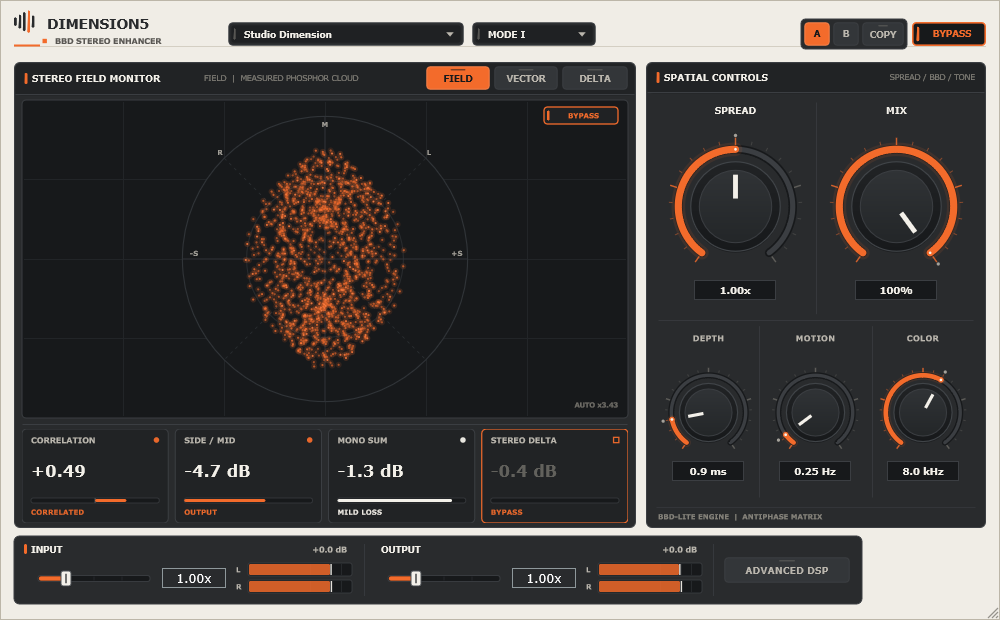 DIMENSION5
BBD STEREO ENHANCER
Studio Dimension
MODE I
A
B
COPY
BYPASS
STEREO FIELD MONITOR
FIELD | MEASURED PHOSPHOR CLOUD
FIELD
VECTOR
DELTA
BYPASS
M
R
L
-S
+S
AUTO x3.43
CORRELATION
+0.49
CORRELATED
SIDE / MID
-4.7 dB
OUTPUT
MONO SUM
-1.3 dB
MILD LOSS
STEREO DELTA
-0.4 dB
BYPASS
SPATIAL CONTROLS
SPREAD / BBD / TONE
SPREAD
1.00x
MIX
100%
DEPTH
0.9 ms
MOTION
0.25 Hz
COLOR
8.0 kHz
BBD-LITE ENGINE | ANTIPHASE MATRIX
INPUT
+0.0 dB
1.00x
L
R
OUTPUT
+0.0 dB
1.00x
L
R
ADVANCED DSP